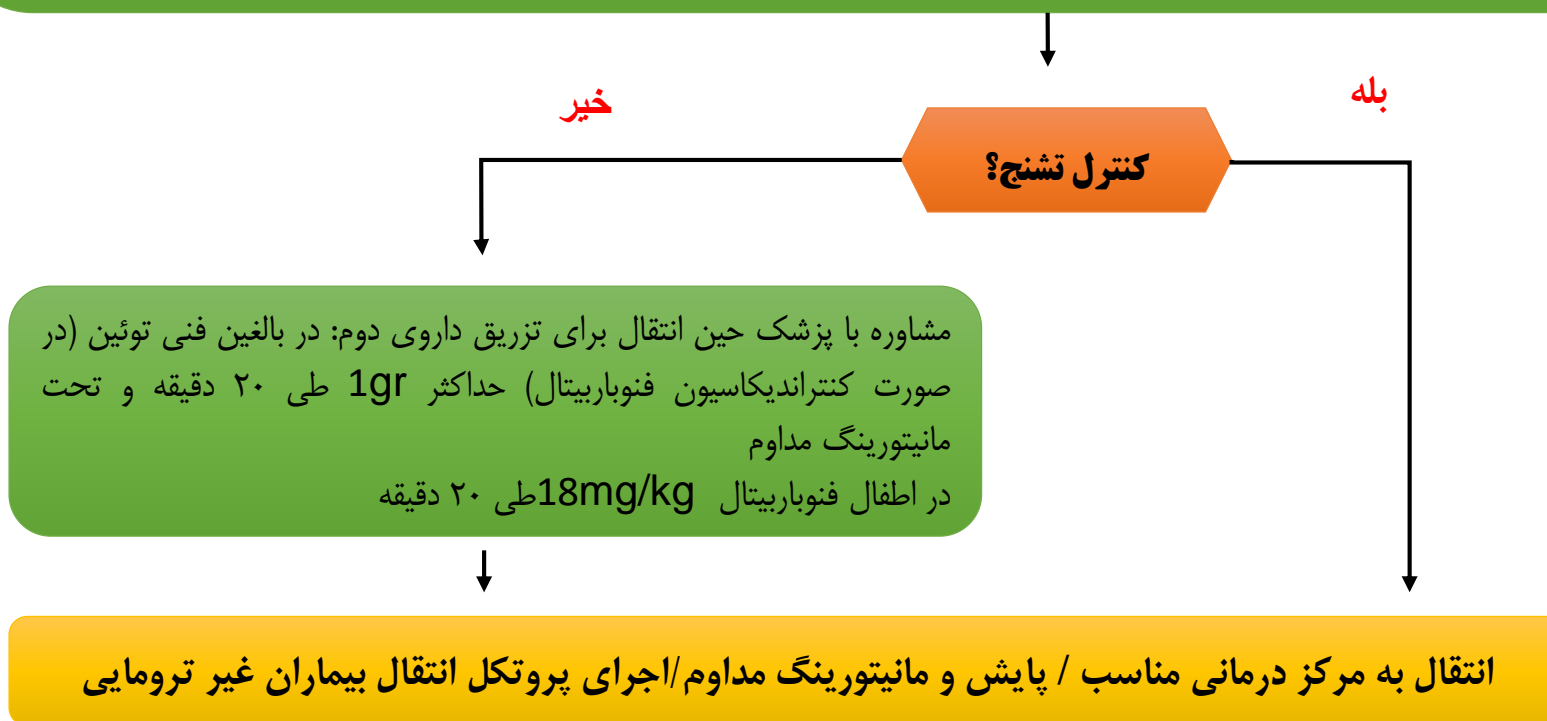 بله
خیر
کنترل تشنج؟
مشاوره با پزشک حین انتقال برای تزریق داروی دوم: در بالغین فنی توئین (در
صورت کنتراندیکاسیون فنوباربیتال) حداکثر 1gr طی ۲۰ دقیقه و تحت
مانیتورینگ مداوم
در اطفال فنوباربیتال 18mg/kgطی ۲۰ دقیقه
انتقال به مرکز درمانی مناسب / پایش و مانیتورینگ مداوم/اجرای پروتکل انتقال بیماران غیر ترومایی